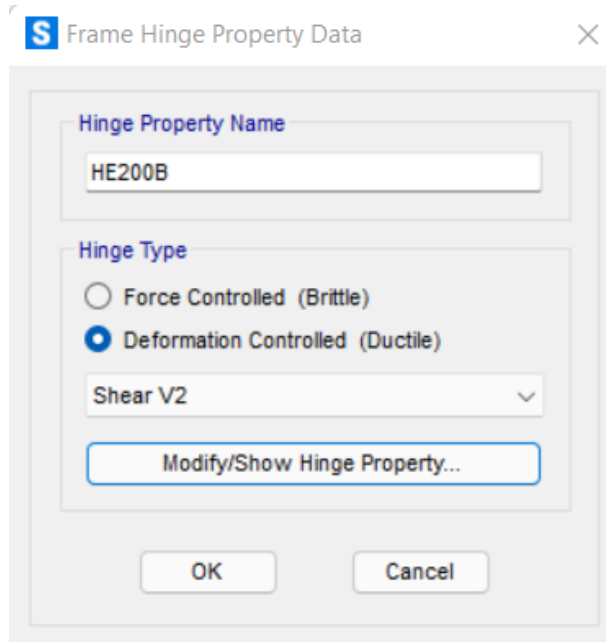 S Frame Hinge Property Data
Hinge Property Name
HE200B
Hinge Type
Force Controlled (Brittle)
Deformation Controlled (Ductile)
Shear V2
Modify/Show Hinge Property...
OK Cancel